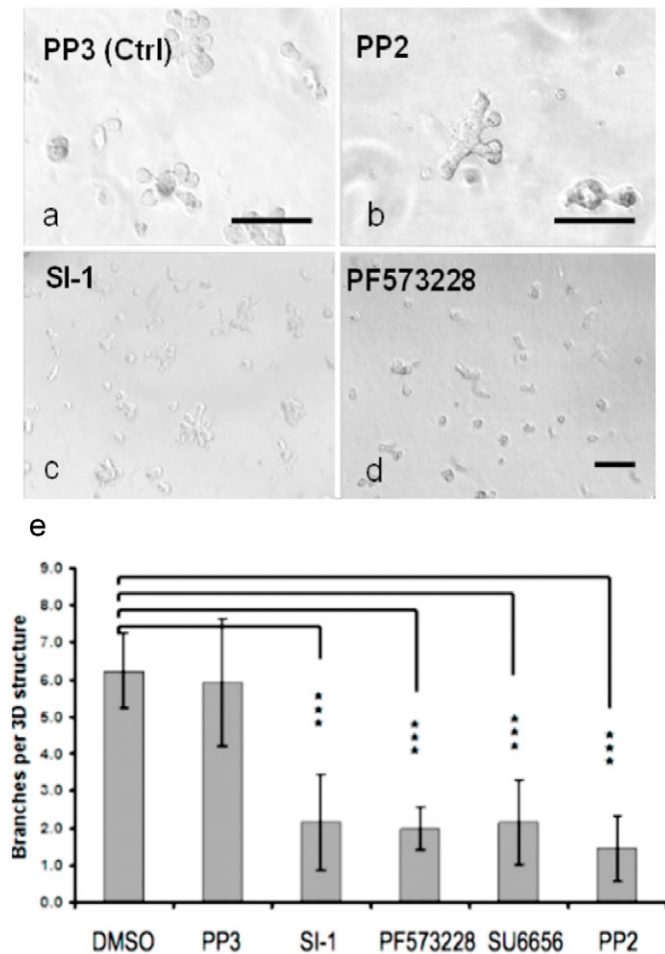 PP3 (Ctrl)
PP2
a
b
SI-1
PF573228
c
d
e
9.0
8.0
7.0
6.0
5.0
4.0
3.0
2.0
1.0
0.0
Branches per 3D structure
***
***
***
***
DMSO PP3 SI-1 PF573228 SU6656 PP2